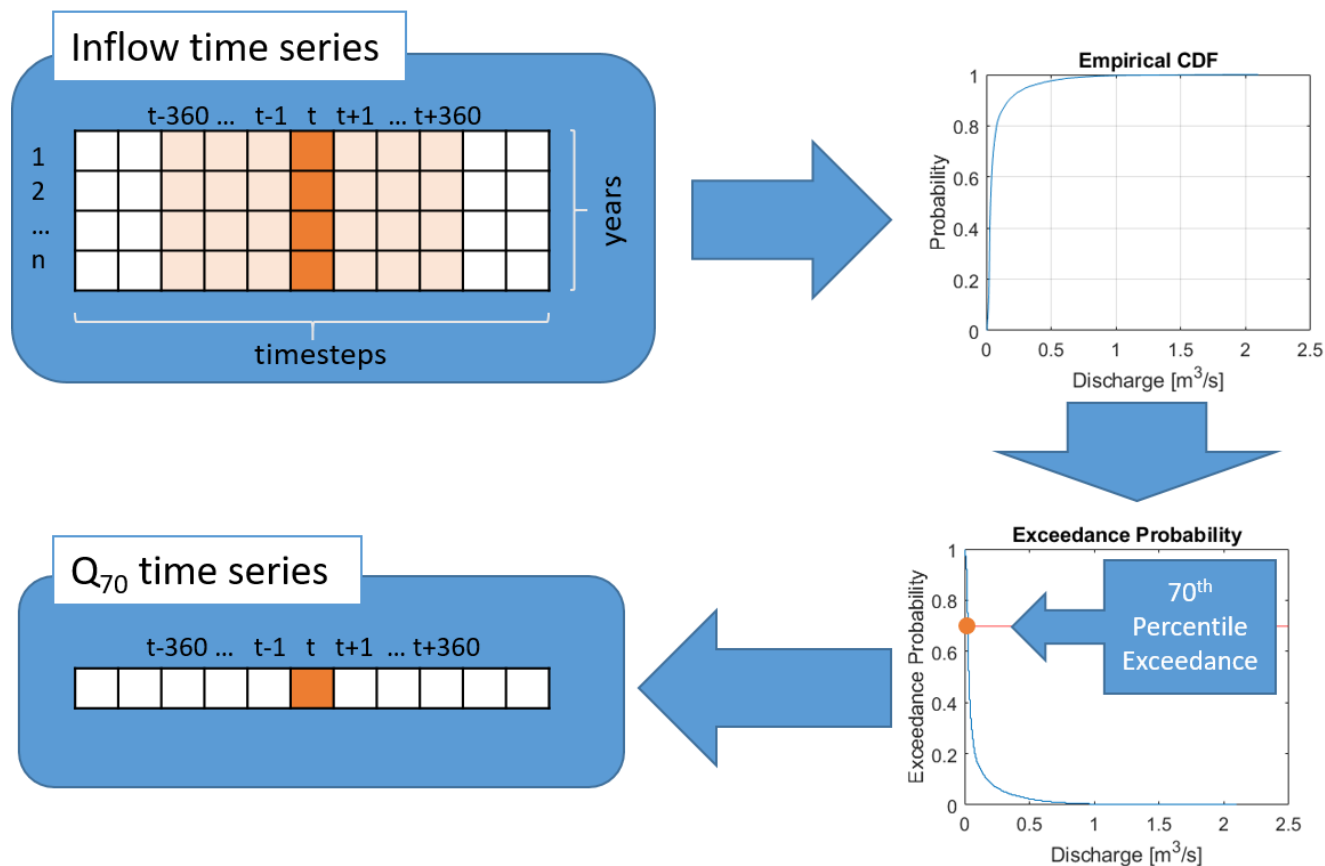 Inflow time series
t-360 ... t-1 t t+1 ... t+360
1
2
...
n
years
timesteps
Empirical CDF
1
0.8
0.6
0.4
0.2
0
Probability
0 0.5 1 1.5 2 2.5
Discharge [m³/s]
Exceedance Probability
1
0.8
0.6
0.4
0.2
0
Exceedance Probability
0 0.5 1 1.5 2 2.5
Discharge [m³/s]
70th
Percentile
Exceedance
Q₇₀ time series
t-360 ... t-1 t t+1 ... t+360